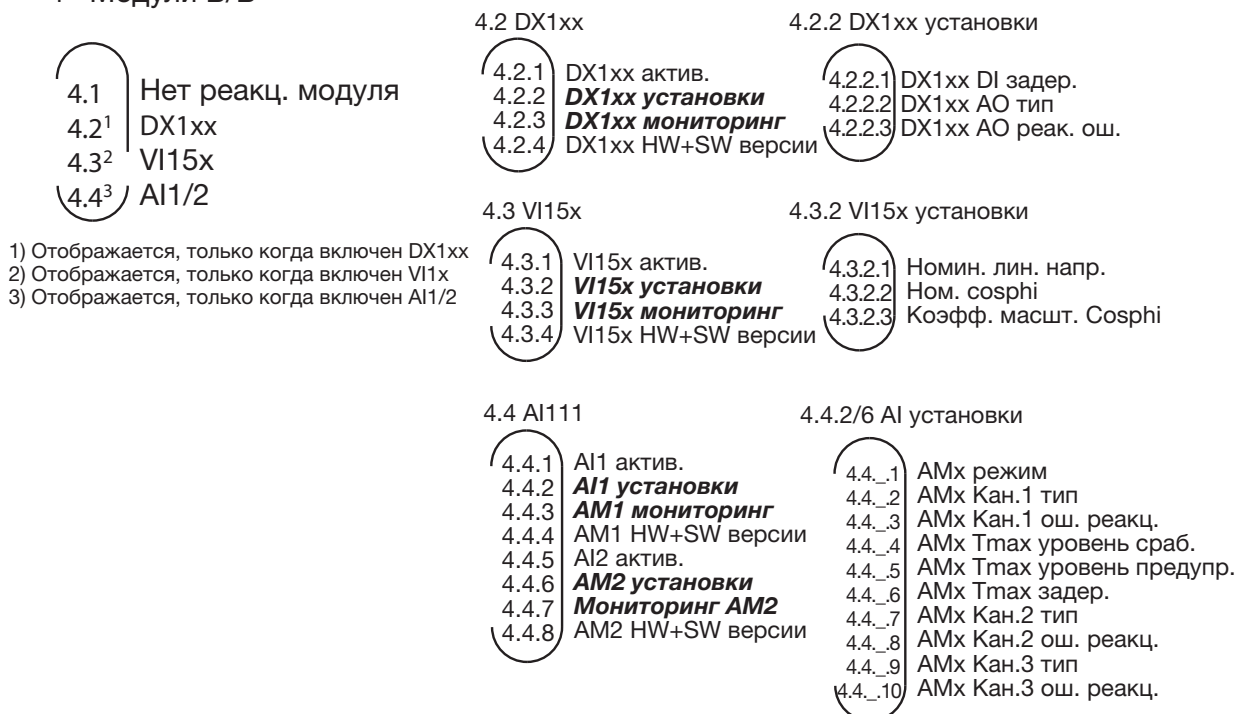 4.1 Нет реакц. модуля
4.2¹ DX1xx
4.3² VI15x
4.4³ AI1/2
1) Отображается, только когда включен DX1xx
2) Отображается, только когда включен VI1x
3) Отображается, только когда включен AI1/2
4.2 DX1xx
4.2.1 DX1xx актив.
4.2.2 DX1xx установки
4.2.3 DX1xx мониторинг
4.2.4 DX1xx HW+SW версии
4.2.2 DX1xx установки
4.2.2.1 DX1xx DI задер.
4.2.2.2 DX1xx AO тип
4.2.2.3 DX1xx AO реак. ош.
4.3 VI15x
4.3.1 VI15x актив.
4.3.2 VI15x установки
4.3.3 VI15x мониторинг
4.3.4 VI15x HW+SW версии
4.3.2 VI15x установки
4.3.2.1 Номин. лин. напр.
4.3.2.2 Ном. cosphi
4.3.2.3 Коэфф. масшт. Cosphi
4.4 AI111
4.4.1 AI1 актив.
4.4.2 AI1 установки
4.4.3 AM1 мониторинг
4.4.4 AM1 HW+SW версии
4.4.5 AI2 актив.
4.4.6 AM2 установки
4.4.7 Мониторинг AM2
4.4.8 AM2 HW+SW версии
4.4.2/6 AI установки
4.4._.1 AMx режим
4.4._.2 AMx Кан.1 тип
4.4._.3 AMx Кан.1 ош. реакц.
4.4._.4 AMx Tmax уровень сраб.
4.4._.5 AMx Tmax уровень предупр.
4.4._.6 AMx Tmax задер.
4.4._.7 AMx Кан.2 тип
4.4._.8 AMx Кан.2 ош. реакц.
4.4._.9 AMx Кан.3 тип
4.4._.10 AMx Кан.3 ош. реакц.